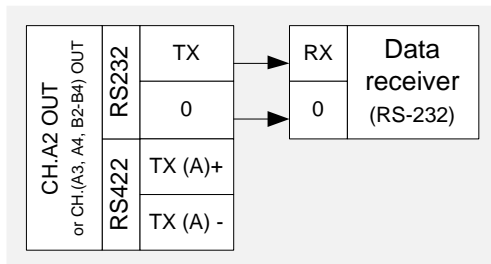 CH.A2 OUT
or CH.(A3, A4, B2-B4) OUT
RS232
TX
0
RS422
TX (A)+
TX (A) -
RX
0
Data
receiver
(RS-232)